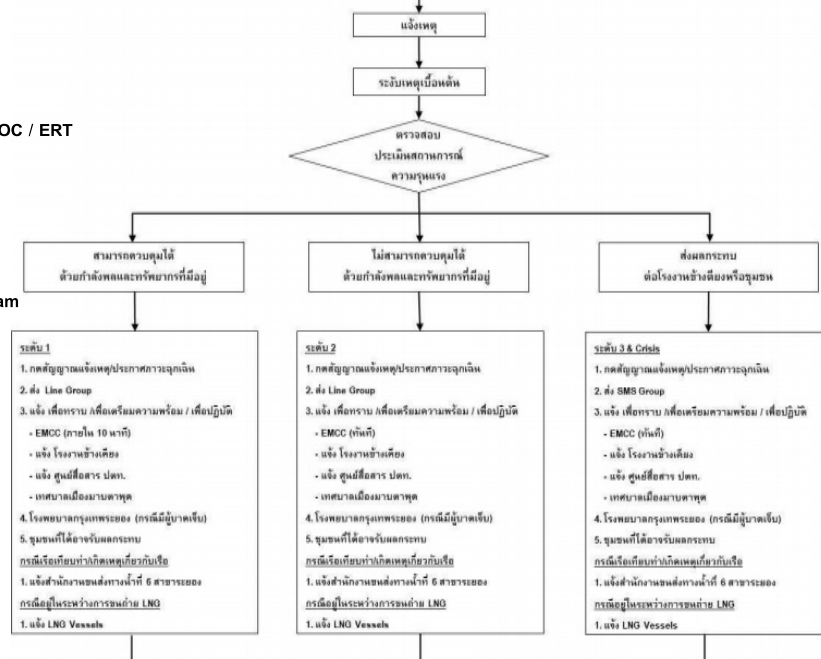 แจ้งเหตุ
ระงับเหตุเบื้อนต้น
OC / ERT
ตรวจสอบ
ประเมินสถานการณ์
ความรุนแรง
สามารถควบคุมได้
ด้วยกำลังพลและทรัพยากรที่มีอยู่
ไม่สามารถควบคุมได้
ด้วยกำลังพลและทรัพยากรที่มีอยู่
ส่งผลกระทบ
ต่อโรงงานข้างคียงหรือชุมชน
am
ระดับ 1
1. กดสัญญาณแจ้งเหตุ/ประกาศภาวะฉุกเฉิน
2. ส่ง Line Group
3. แจ้ง เพื่อทราบ /เพื่อเตรียมความพร้อม / เพื่อปฏิบัติ
- EMCC (ภายใน 10 นาที)
- แจ้ง โรงงานข้างเคียง
- แจ้ง ศูนย์สื่อสาร ปตท.
- เทศบาลเมืองมาบตาพุด
4. โรงพยาบาลกรุงเทพระยอง (กรณีมีผู้บาดเจ็บ)
5. ชุมชนที่ได้อาจรับผลกระทบ
กรณีเรือเทียบท่า/เกิดเหตุเกี่ยวกับเรือ
1. แจ้งสำนักงานขนส่งทางน้ำที่ 6 สาขาระยอง
กรณีอยู่ในระหว่างการขนถ่าย LNG
1. แจ้ง LNG Vessels
ระดับ 2
1. กดสัญญาณแจ้งเหตุ/ประกาศภาวะฉุกเฉิน
2. ส่ง Line Group
3. แจ้ง เพื่อทราบ /เพื่อเตรียมความพร้อม / เพื่อปฏิบัติ
- EMCC (ทันที)
- แจ้ง โรงงานข้างเคียง
- แจ้ง ศูนย์สื่อสาร ปตท.
- เทศบาลเมืองมาบตาพุด
4. โรงพยาบาลกรุงเทพระยอง (กรณีมีผู้บาดเจ็บ)
5. ชุมชนที่ได้อาจรับผลกระทบ
กรณีเรือเทียบท่า/เกิดเหตุเกี่ยวกับเรือ
1. แจ้งสำนักงานขนส่งทางน้ำที่ 6 สาขาระยอง
กรณีอยู่ในระหว่างการขนถ่าย LNG
1. แจ้ง LNG Vessels
ระดับ 3 & Crisis
1. กดสัญญาณแจ้งเหตุ/ประกาศภาวะฉุกเฉิน
2. ส่ง SMS Group
3. แจ้ง เพื่อทราบ /เพื่อเตรียมความพร้อม / เพื่อปฏิบัติ
- EMCC (ทันที)
- แจ้ง โรงงานข้างเคียง
- แจ้ง ศูนย์สื่อสาร ปตท.
- เทศบาลเมืองมาบตาพุด
4. โรงพยาบาลกรุงเทพระยอง (กรณีมีผู้บาดเจ็บ)
5. ชุมชนที่ได้อาจรับผลกระทบ
กรณีเรือเทียบท่า/เกิดเหตุเกี่ยวกับเรือ
1. แจ้งสำนักงานขนส่งทางน้ำที่ 6 สาขาระยอง
กรณีอยู่ในระหว่างการขนถ่าย LNG
1. แจ้ง LNG Vessels